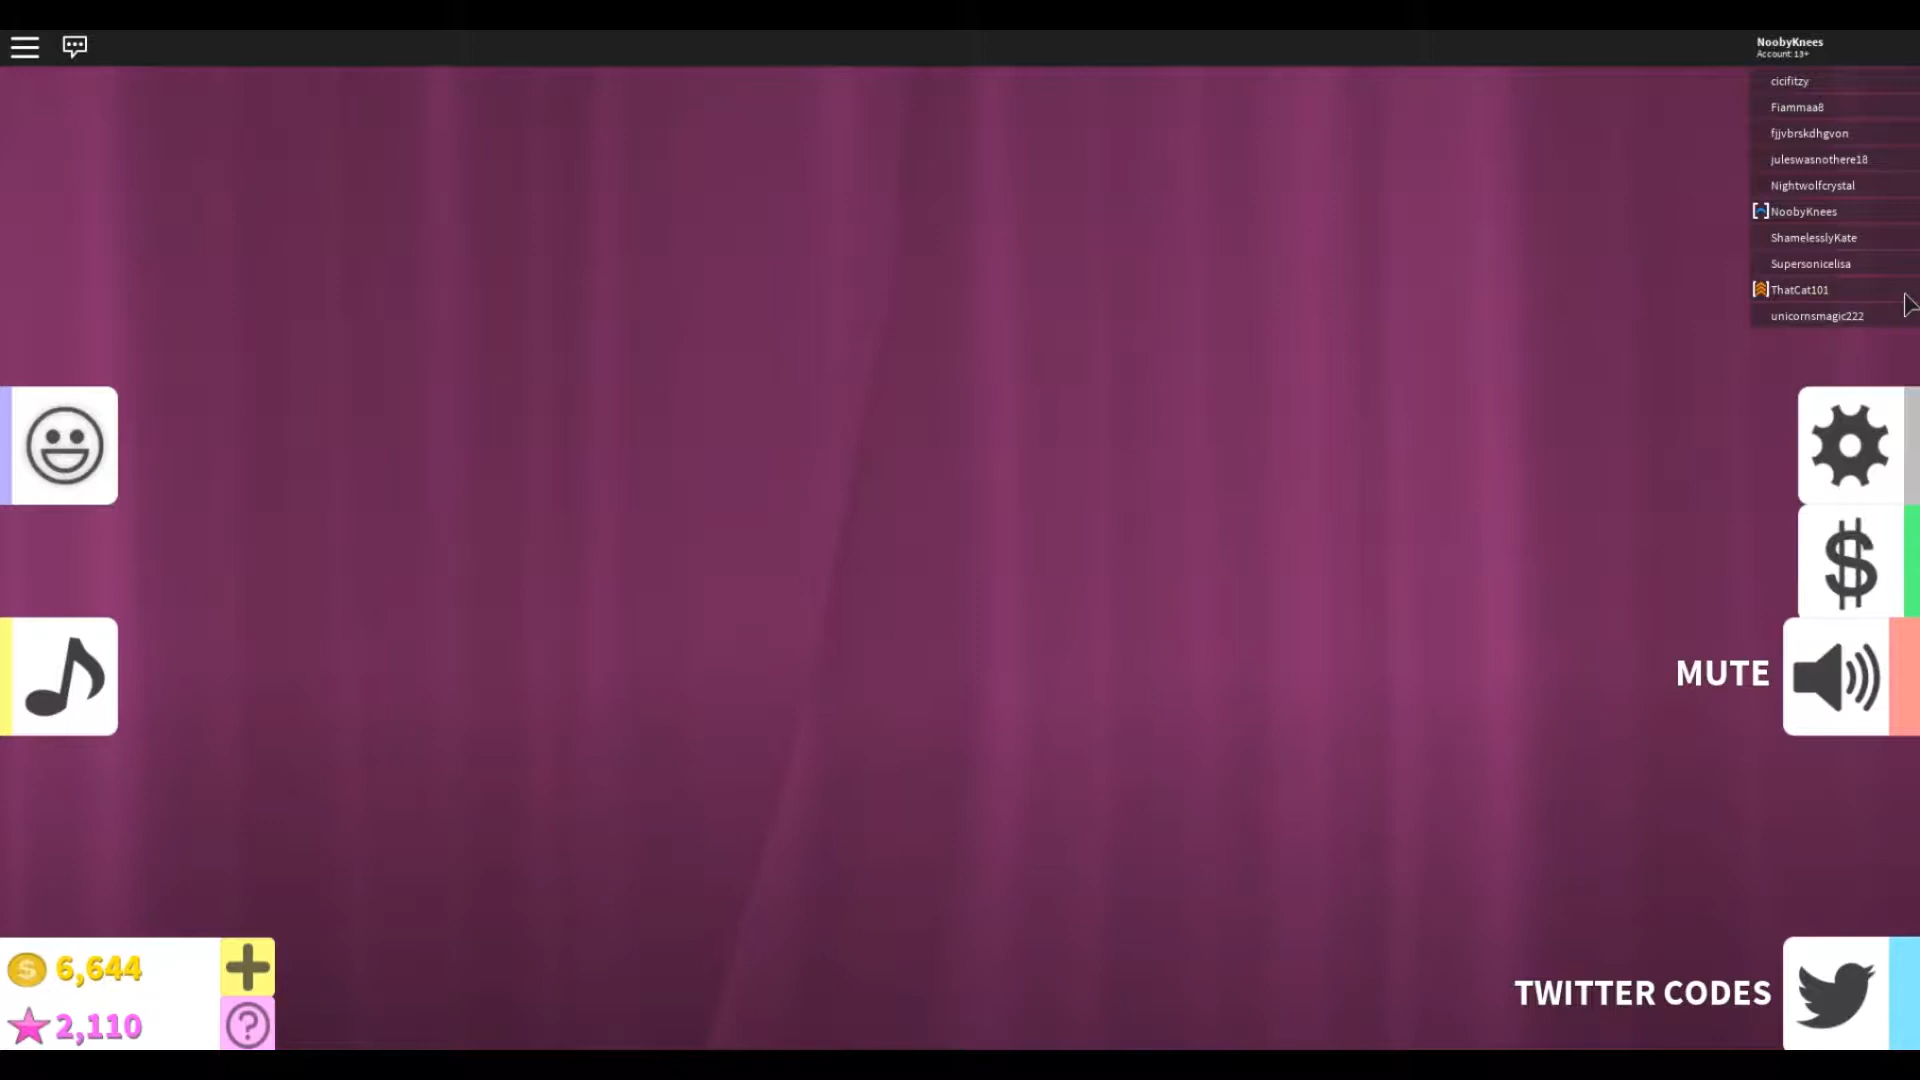 NoobyKnees
Account: 13+
cicifitzy
Fiammaa8
fjjvbrskdhgvon
juleswasnothere18
Nightwolfcrystal
NoobyKnees
ShamelesslyKate
Supersonicelisa
ThatCat101
unicornsmagic222
MUTE
6,644
2,110
TWITTER CODES